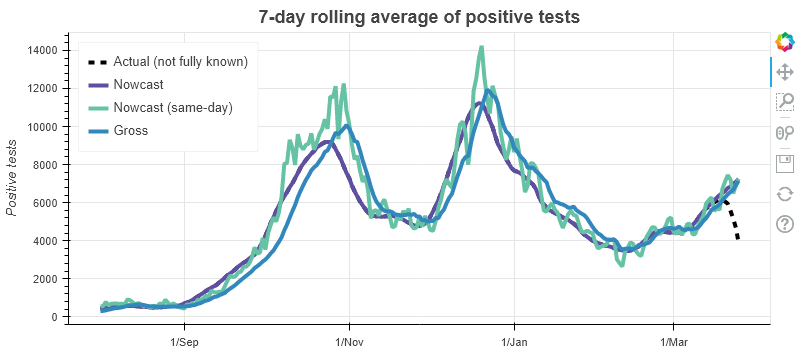 7-day rolling average of positive tests
14000
12000
10000
8000
6000
4000
2000
0
Positive tests
Actual (not fully known)
Nowcast
Nowcast (same-day)
Gross
1/Sep
1/Nov
1/Jan
1/Mar